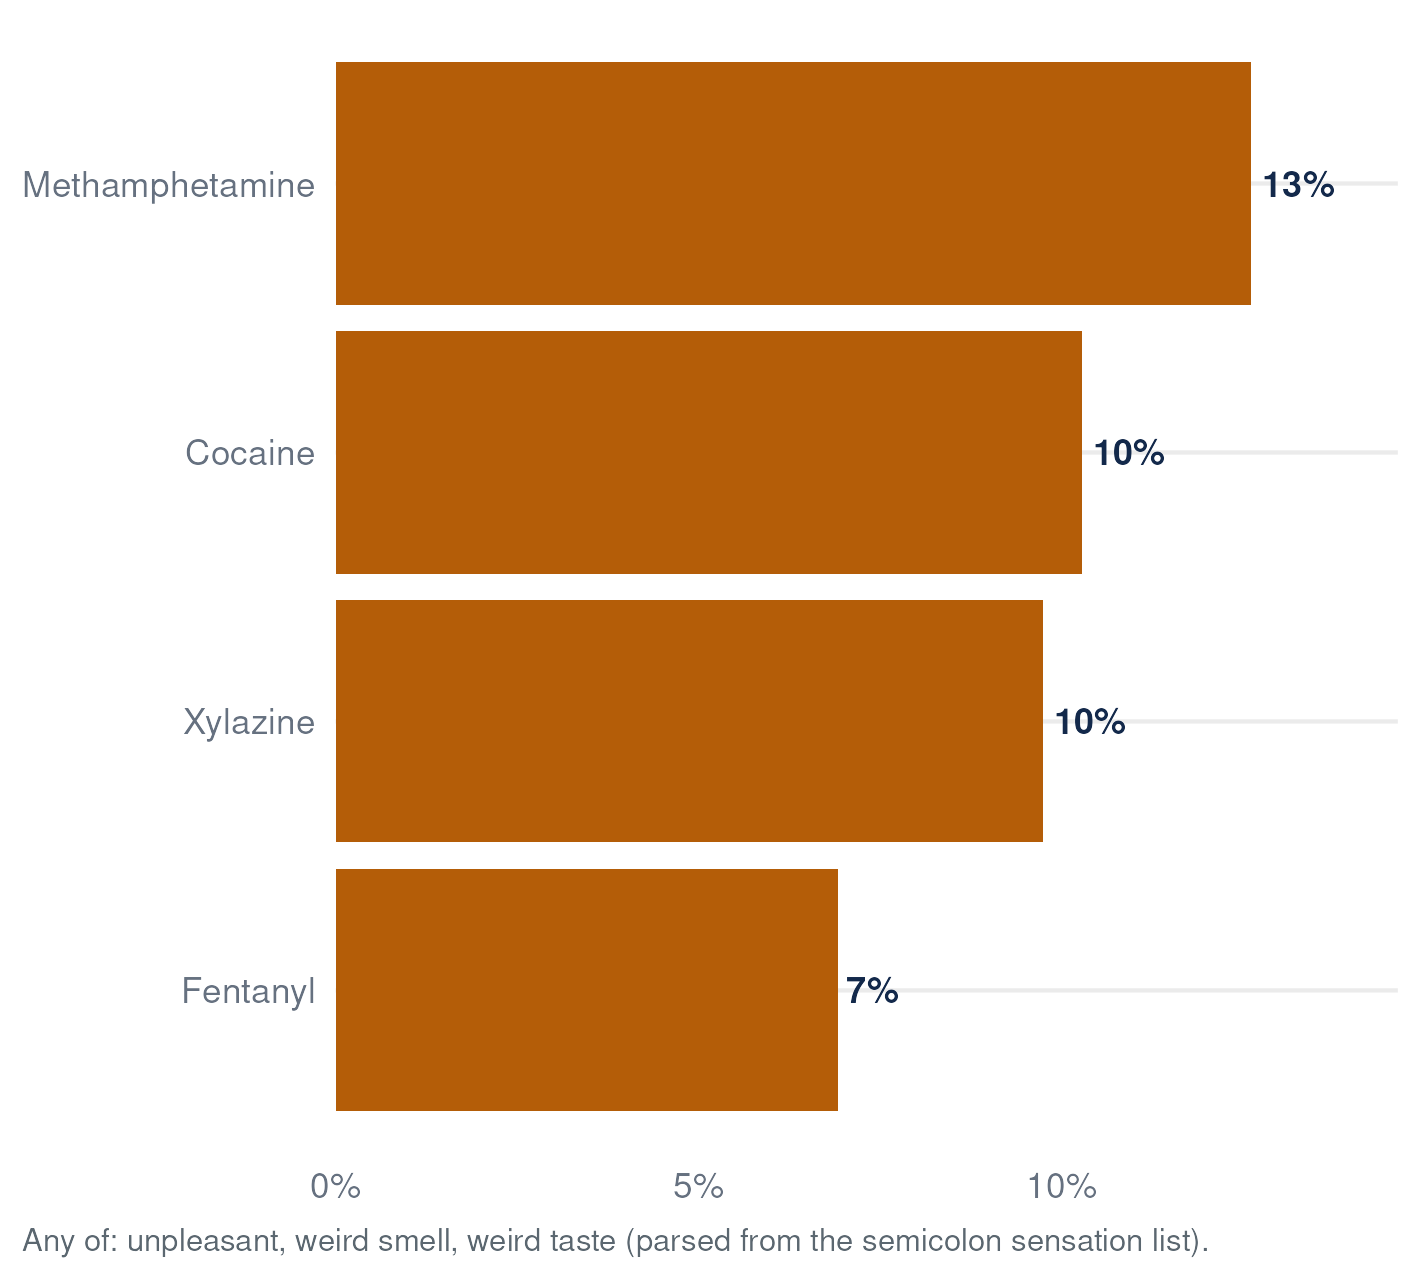 Methamphetamine 13%
Cocaine 10%
Xylazine 10%
Fentanyl 7%
0% 5% 10%
Any of: unpleasant, weird smell, weird taste (parsed from the semicolon sensation list).